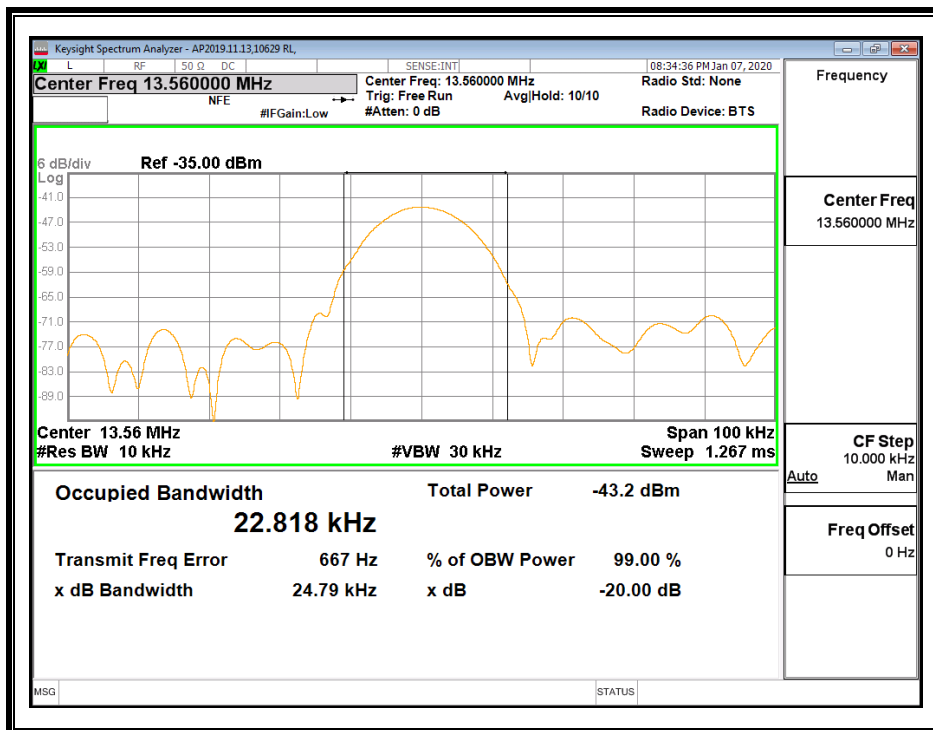 Keysight Spectrum Analyzer - AP2019.11.13,10629 RL,
LXI L RF 50 Ω DC SENSE:INT 08:34:36 PM Jan 07, 2020
Center Freq 13.560000 MHz
NFE
#IFGain:Low
Center Freq: 13.560000 MHz
Trig: Free Run Avg|Hold: 10/10
#Atten: 0 dB
Radio Std: None
Radio Device: BTS
6 dB/div Ref -35.00 dBm
Log
-41.0
-47.0
-53.0
-59.0
-65.0
-71.0
-77.0
-83.0
-89.0
Center 13.56 MHz Span 100 kHz
#Res BW 10 kHz #VBW 30 kHz Sweep 1.267 ms
Occupied Bandwidth Total Power -43.2 dBm
22.818 kHz
Transmit Freq Error 667 Hz % of OBW Power 99.00 %
x dB Bandwidth 24.79 kHz x dB -20.00 dB
MSG STATUS
Frequency
Center Freq
13.560000 MHz
CF Step
10.000 kHz
Auto Man
Freq Offset
0 Hz